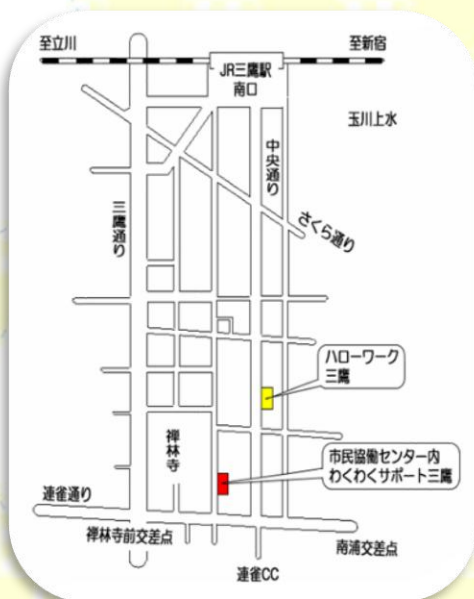 至立川
至新宿
JR三鷹駅
南口
玉川上水
中央通り
三鷹通り
さくら通り
ハローワーク
三鷹
禅林寺
市民協働センター内
わくわくサポート三鷹
連雀通り
禅林寺前交差点
南浦交差点
連雀CC